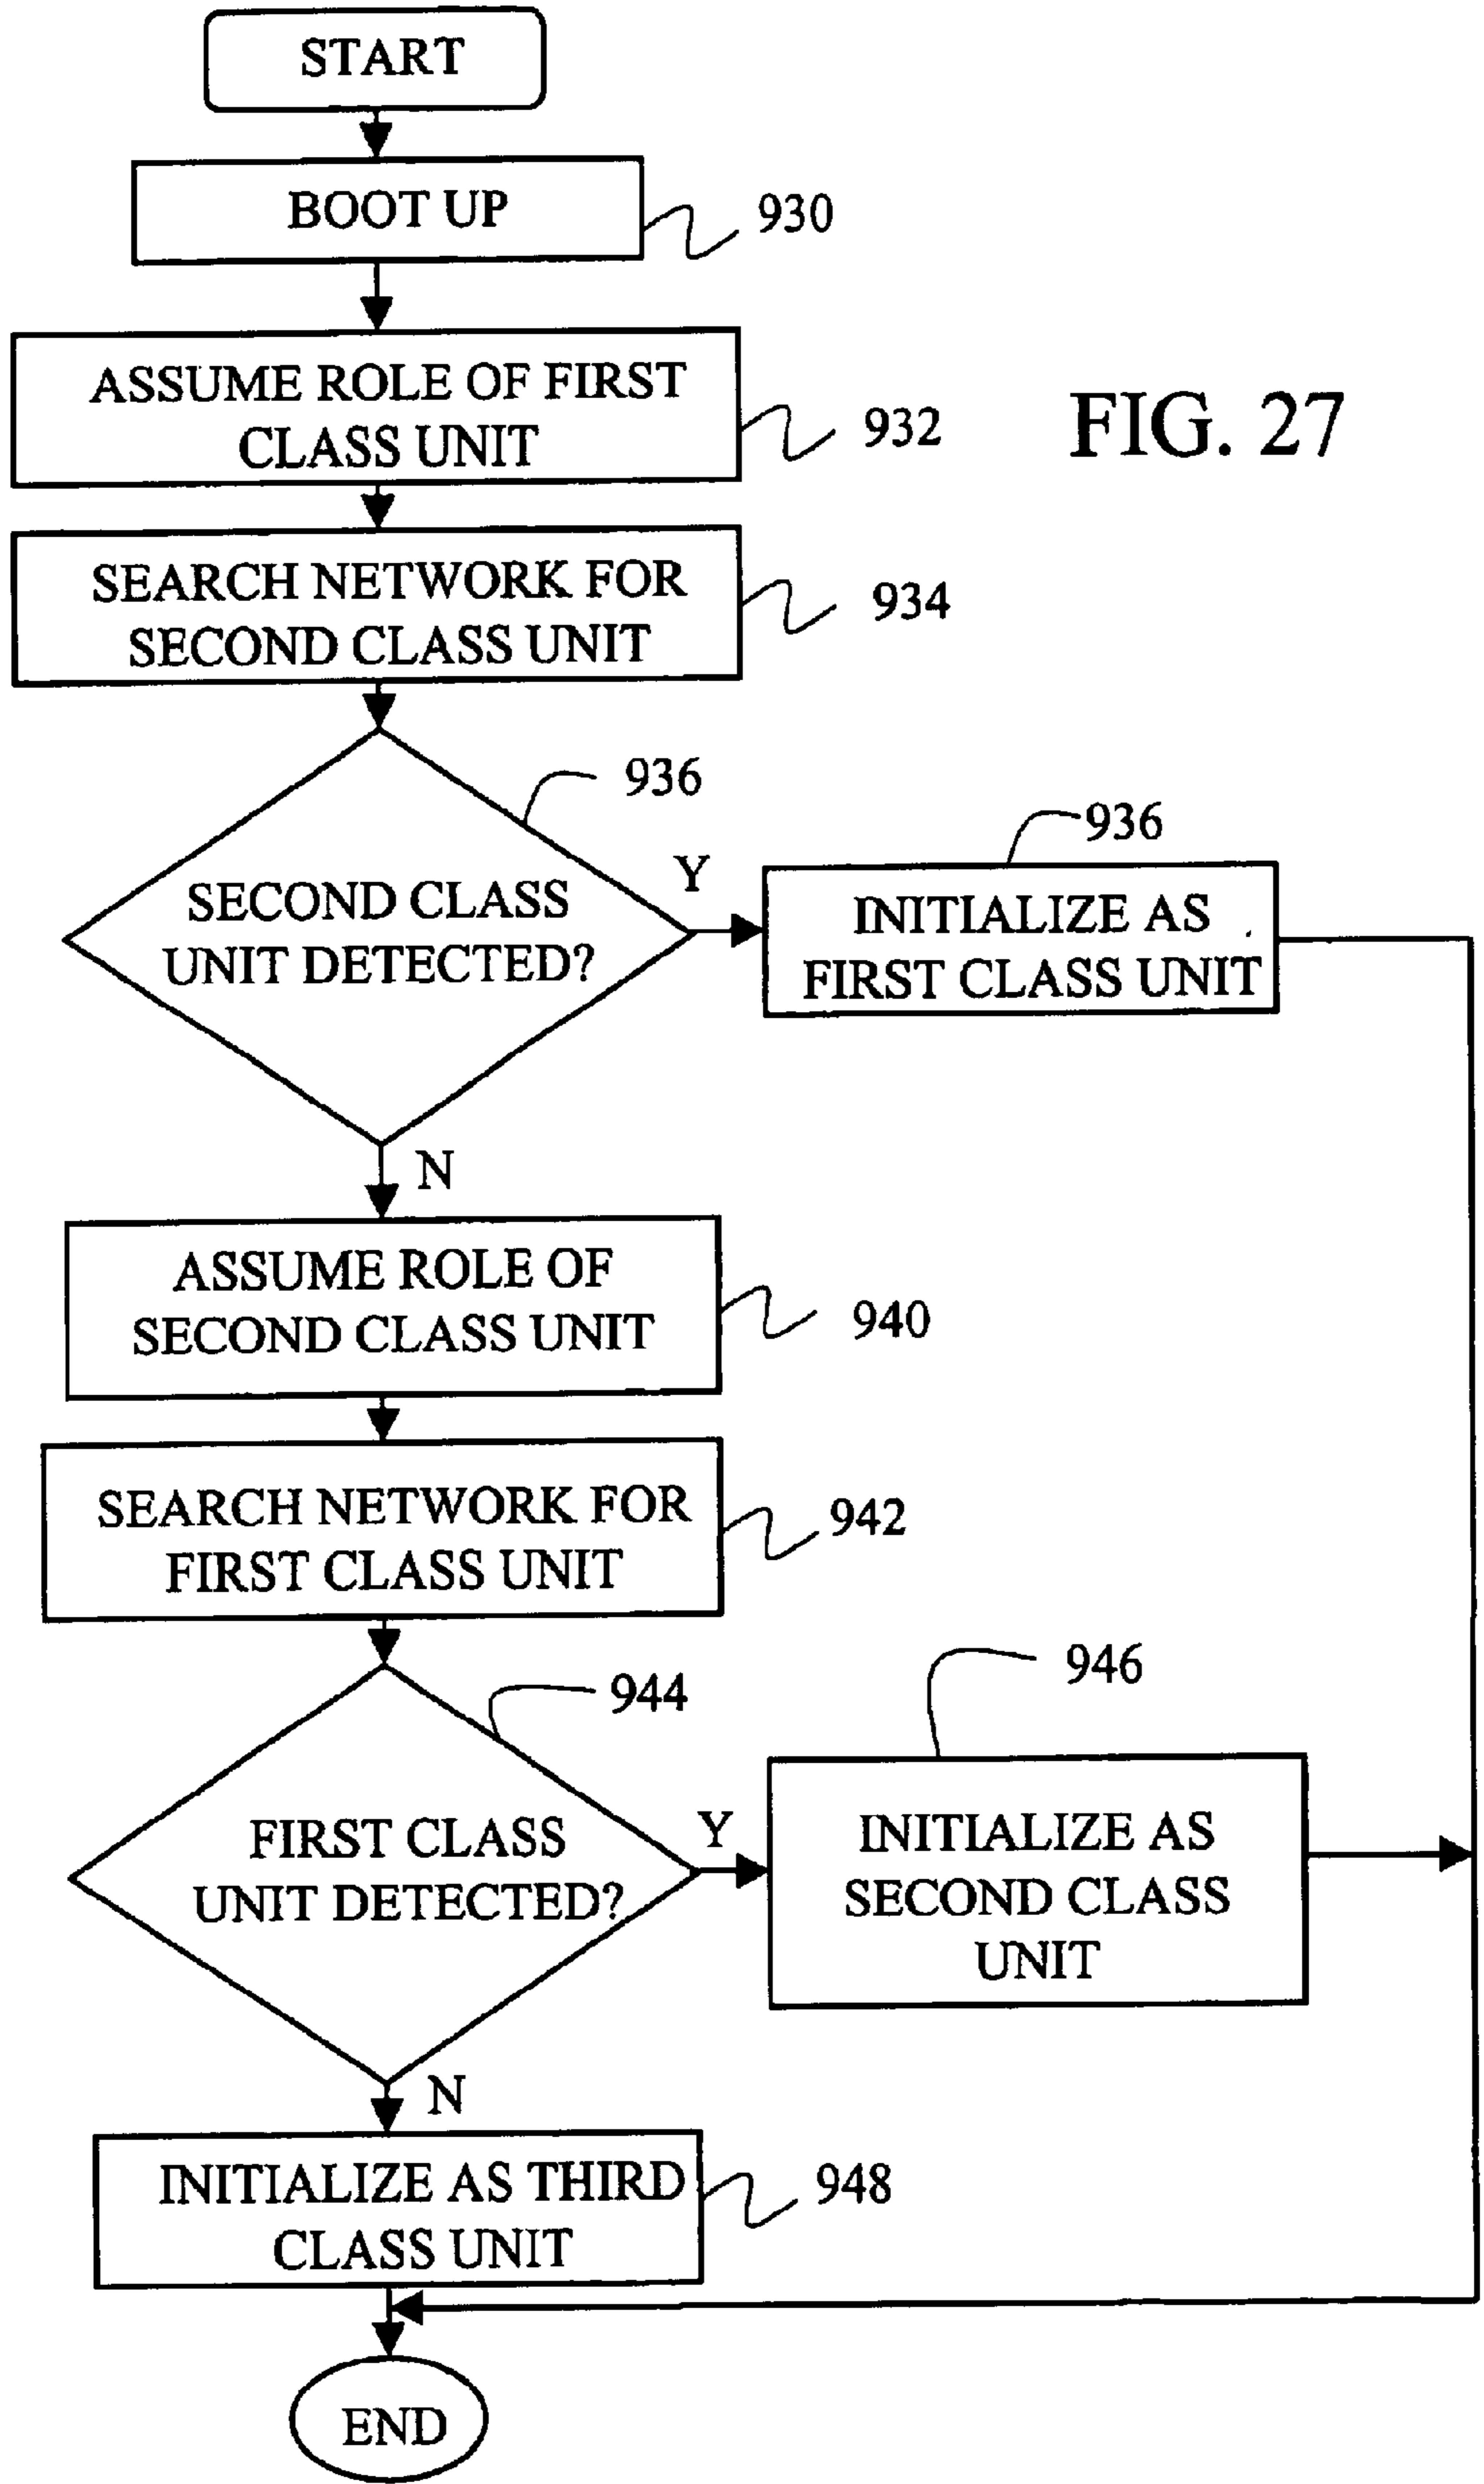 START
BOOT UP
930
ASSUME ROLE OF FIRST
CLASS UNIT
932
FIG. 27
SEARCH NETWORK FOR
SECOND CLASS UNIT
934
936
SECOND CLASS
UNIT DETECTED?
Y
936
INITIALIZE AS
FIRST CLASS UNIT
N
ASSUME ROLE OF
SECOND CLASS UNIT
940
SEARCH NETWORK FOR
FIRST CLASS UNIT
942
944
FIRST CLASS
UNIT DETECTED?
Y
946
INITIALIZE AS
SECOND CLASS
UNIT
N
INITIALIZE AS THIRD
CLASS UNIT
948
END